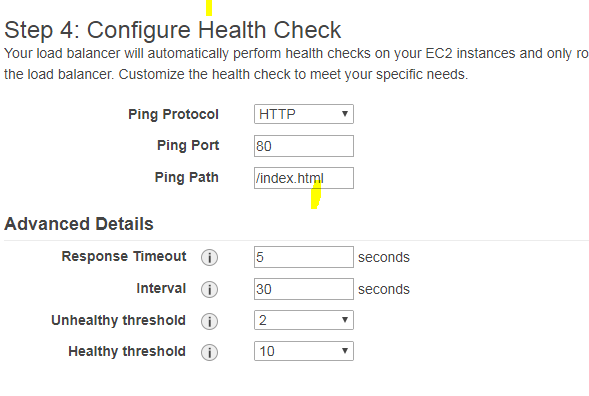 Step 4: Configure Health Check
Your load balancer will automatically perform health checks on your EC2 instances and only ro
the load balancer. Customize the health check to meet your specific needs.
Ping Protocol HTTP
Ping Port 80
Ping Path /index.html
Advanced Details
Response Timeout i 5 seconds
Interval i 30 seconds
Unhealthy threshold i 2
Healthy threshold i 10